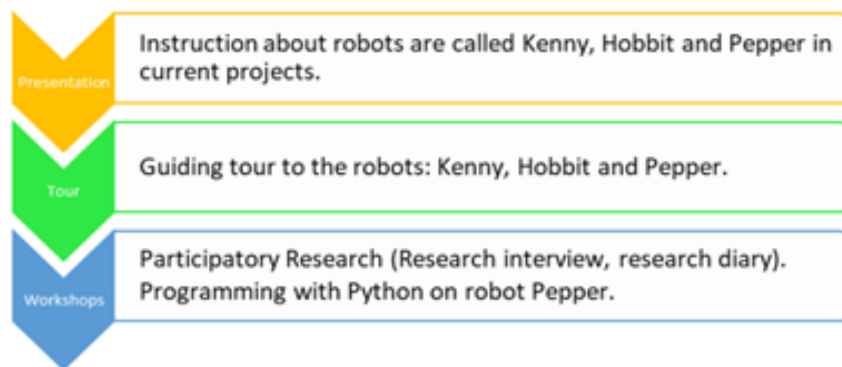 Presentation
Instruction about robots are called Kenny, Hobbit and Pepper in
current projects.
Tour
Guiding tour to the robots: Kenny, Hobbit and Pepper.
Workshops
Participatory Research (Research interview, research diary).
Programming with Python on robot Pepper.